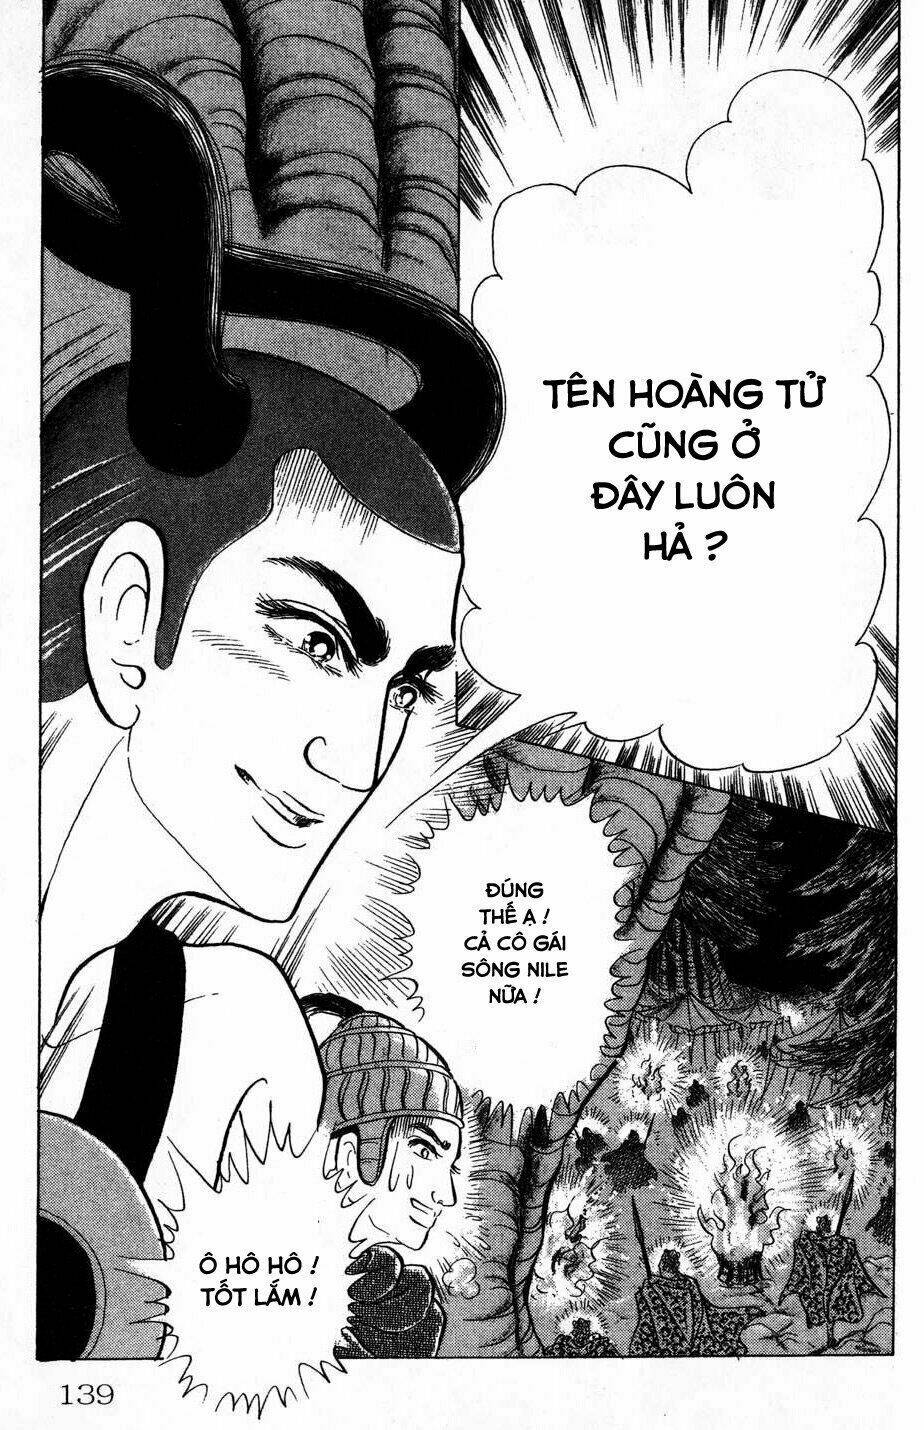 TÊN HOÀNG TỬ
CŨNG Ở
ĐÂY LUÔN
HẢ ?
ĐÚNG
THẾ Ạ !
CẢ CÔ GÁI
SÔNG NILE
NỮA !
Ô HÔ HÔ !
TỐT LẮM !
139